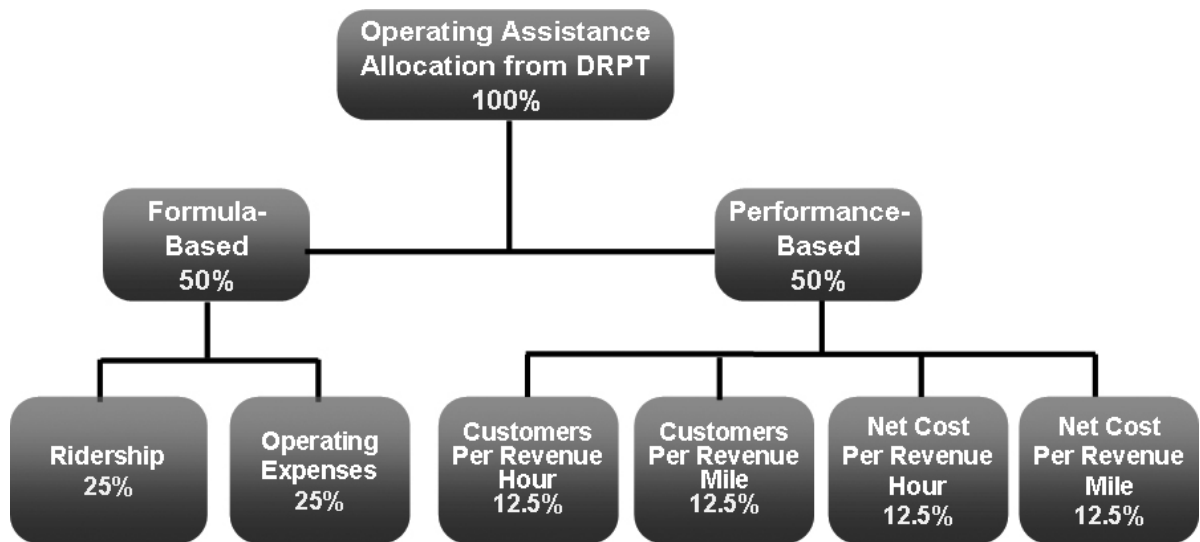 Operating Assistance
Allocation from DRPT
100%
Formula-
Based
50%
Performance-
Based
50%
Ridership
25%
Operating
Expenses
25%
Customers
Per Revenue
Hour
12.5%
Customers
Per Revenue
Mile
12.5%
Net Cost
Per Revenue
Hour
12.5%
Net Cost
Per Revenue
Mile
12.5%